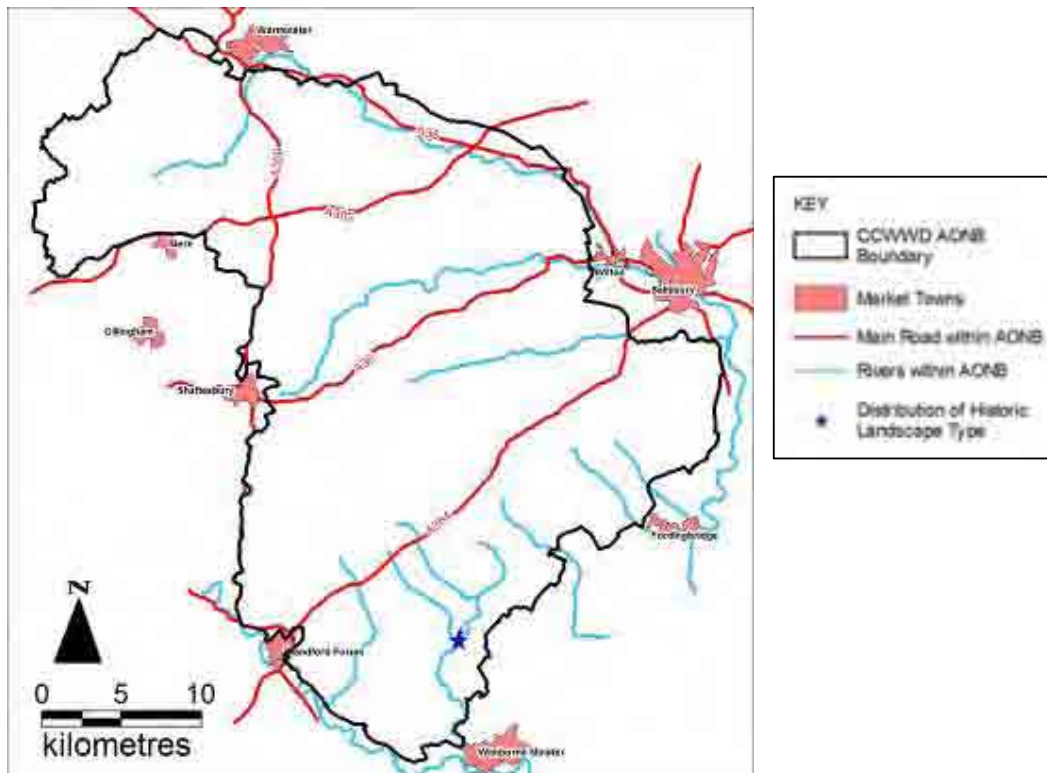 Warminster
A36
A350
A303
Mere
Wilton
Salisbury
Gillingham
A30
Shaftesbury
A354
Fordingbridge
N
Blandford Forum
0 5 10
kilometres
Wimborne Minster
KEY
CCWWD AONB
Boundary
Market Towns
Main Road within AONB
Rivers within AONB
Distribution of Historic
Landscape Type